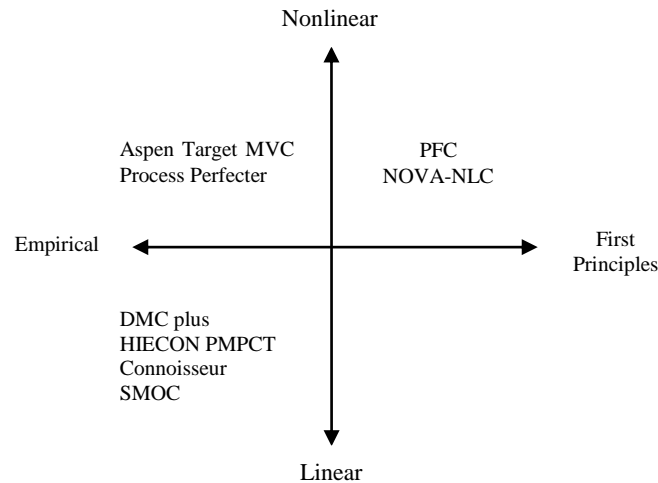 Nonlinear
Aspen Target MVC
Process Perfecter
PFC
NOVA-NLC
Empirical
First
Principles
DMC plus
HIECON PMPCT
Connoisseur
SMOC
Linear